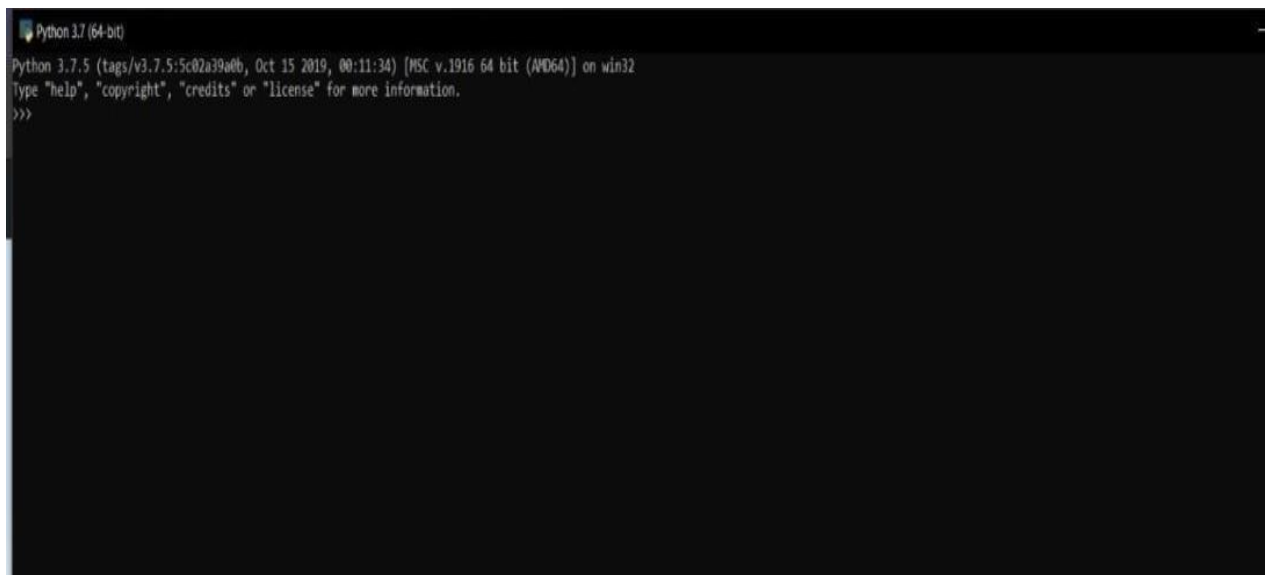 Python 3.7 (64-bit)
Python 3.7.5 (tags/v3.7.5:5c02a39a0b, Oct 15 2019, 00:11:34) [MSC v.1916 64 bit (AMD64)] on win32
Type "help", "copyright", "credits" or "license" for more information.
>>>